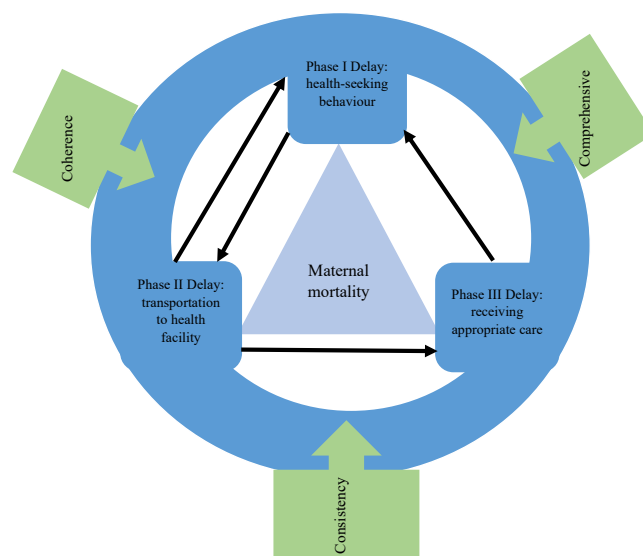 Phase I Delay:
health-seeking
behaviour
Coherence
Comprehensive
Maternal
mortality
Phase II Delay:
transportation
to health
facility
Phase III Delay:
receiving
appropriate care
Consistency